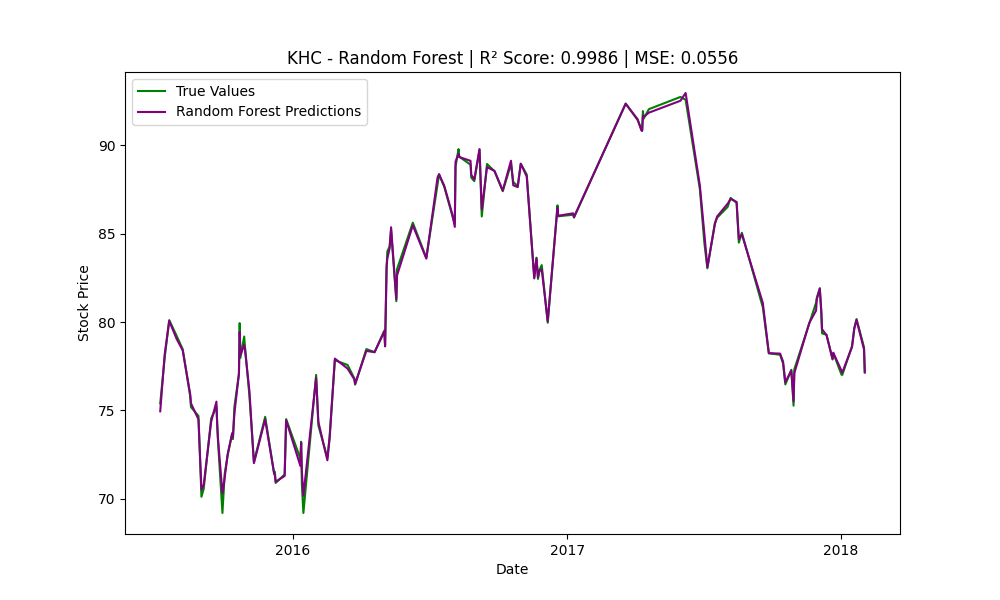 KHC - Random Forest | R² Score: 0.9986 | MSE: 0.0556
True Values
Random Forest Predictions
90
85
80
75
70
Stock Price
2016 2017 2018
Date